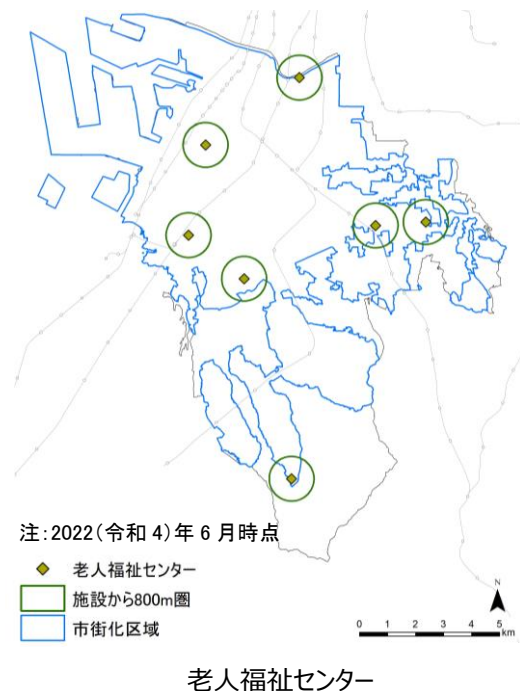 注：2022（令和 4）年 6 月時点
老人福祉センター
施設から800m圏
市街化区域
N
0 1 2 3 4 5
km
老人福祉センター